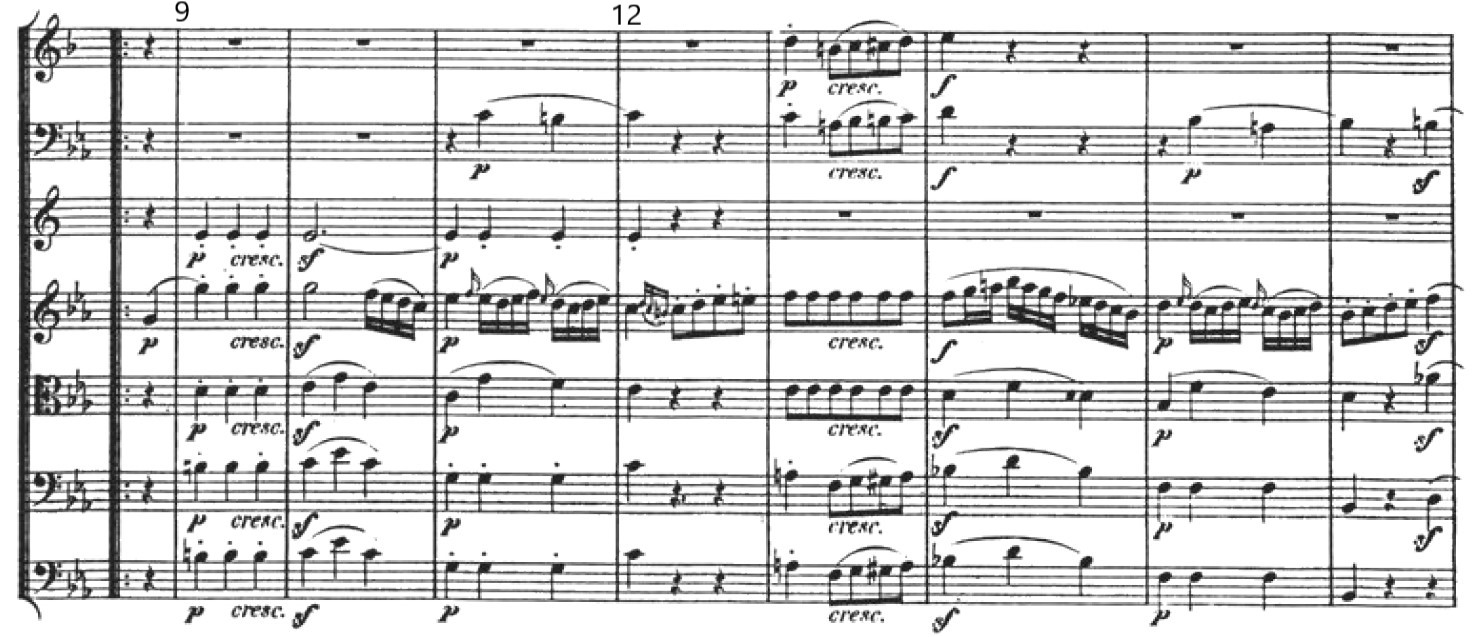 9 12
p cresc. f
p cresc. f p sf
p cresc. sf p
p cresc. sf p cresc. f p sf
p cresc. sf p cresc. sf p sf
p cresc. sf p cresc. sf p sf
p cresc. sf p cresc. sf p